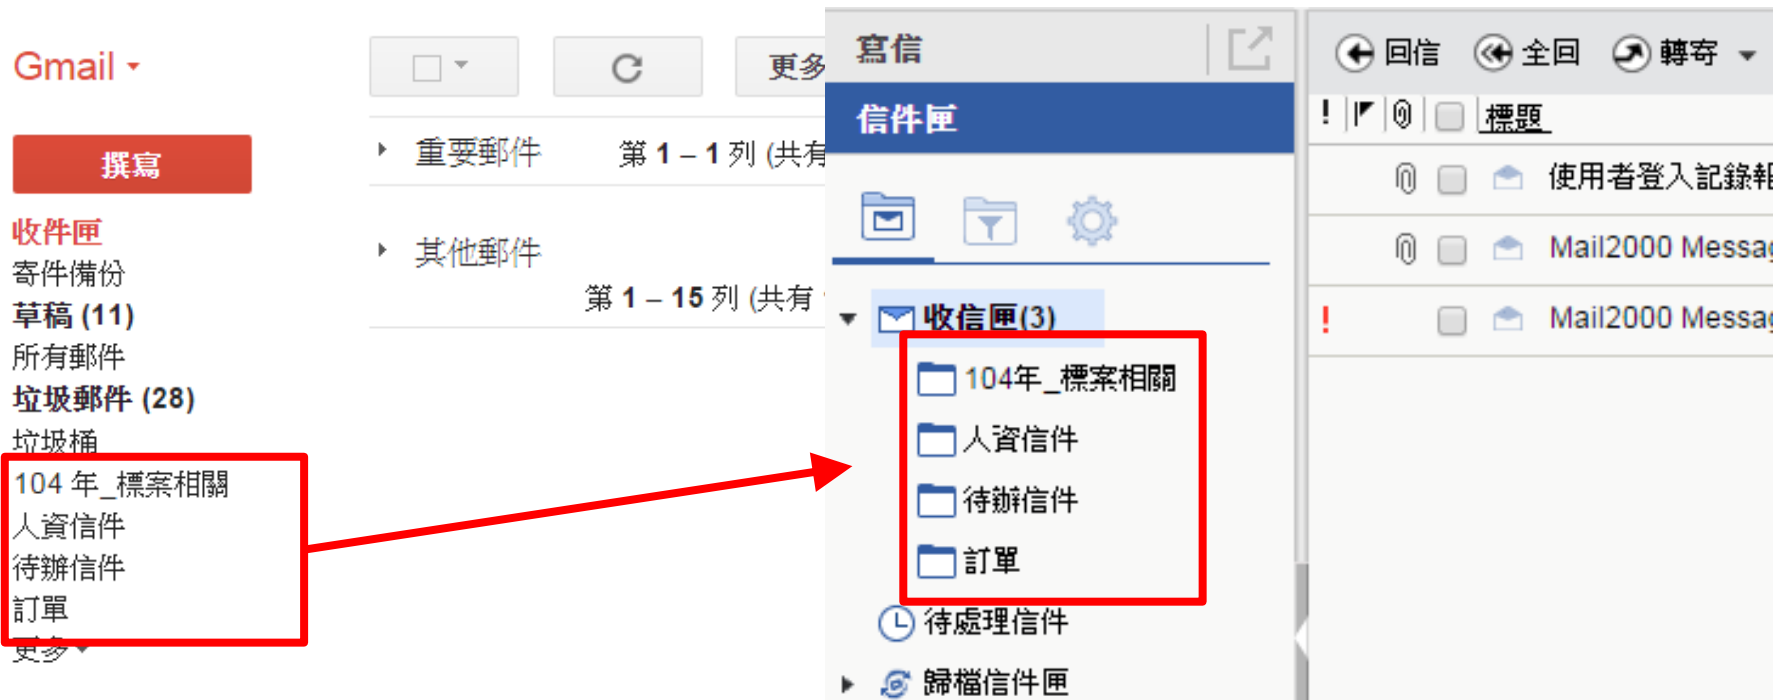 Gmail
撰寫
收件匣
寄件備份
草稿 (11)
所有郵件
垃圾郵件 (28)
垃圾桶
104 年_標案相關
人資信件
待辦信件
訂單
更多
更多
重要郵件
第 1 – 1 列 (共有
其他郵件
第 1 – 15 列 (共有
寫信
信件匣
收信匣(3)
104年_標案相關
人資信件
待辦信件
訂單
待處理信件
歸檔信件匣
回信 全回 轉寄
! 標題
使用者登入記錄報
Mail2000 Messag
! Mail2000 Messag